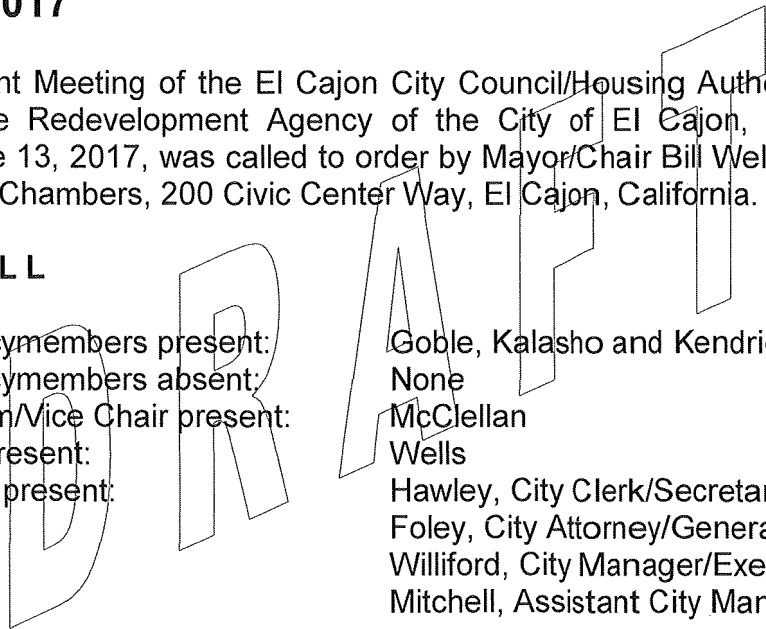 2017
nt Meeting of the El Cajon City Council/Housing Autho
e Redevelopment Agency of the City of El Cajon,
e 13, 2017, was called to order by Mayor/Chair Bill Wel
Chambers, 200 Civic Center Way, El Cajon, California.
L L
ymembers present: Goble, Kalasho and Kendri
ymembers absent: None
m/Vice Chair present: McClellan
resent: Wells
present: Hawley, City Clerk/Secretar
Foley, City Attorney/Genera
Williford, City Manager/Exe
Mitchell, Assistant City Man
DRAFT